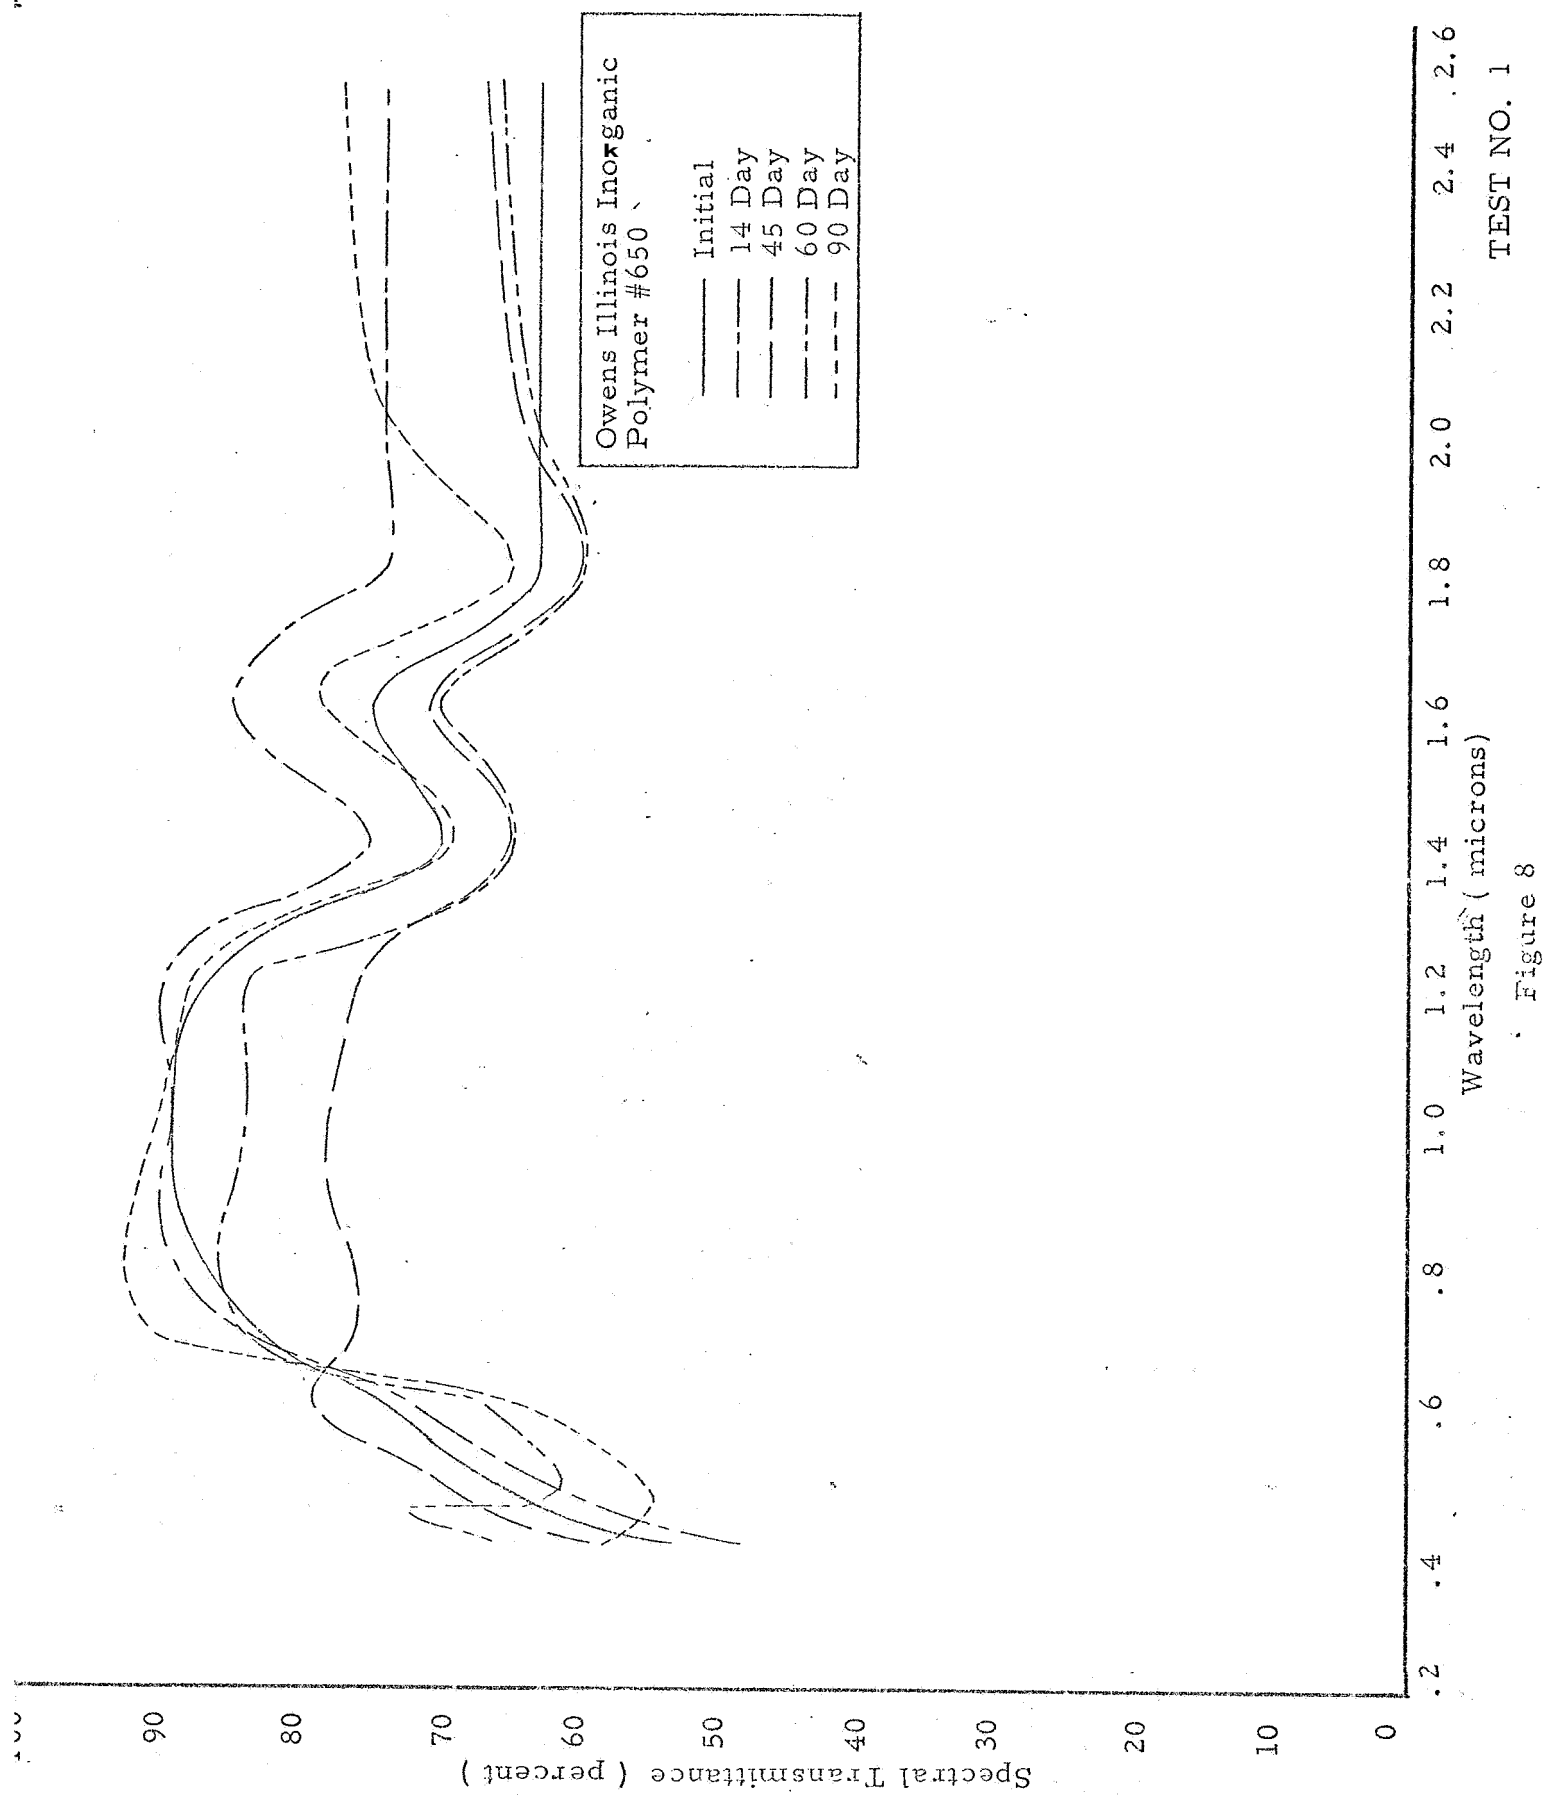 Owens Illinois Inorganic
Polymer #650
Initial
14 Day
45 Day
60 Day
90 Day
Spectral Transmittance ( percent )
90
80
70
60
50
40
30
20
10
0
.2 .4 .6 .8 1.0 1.2 1.4 1.6 1.8 2.0 2.2 2.4 2.6
Wavelength ( microns)
TEST NO. 1
Figure 8